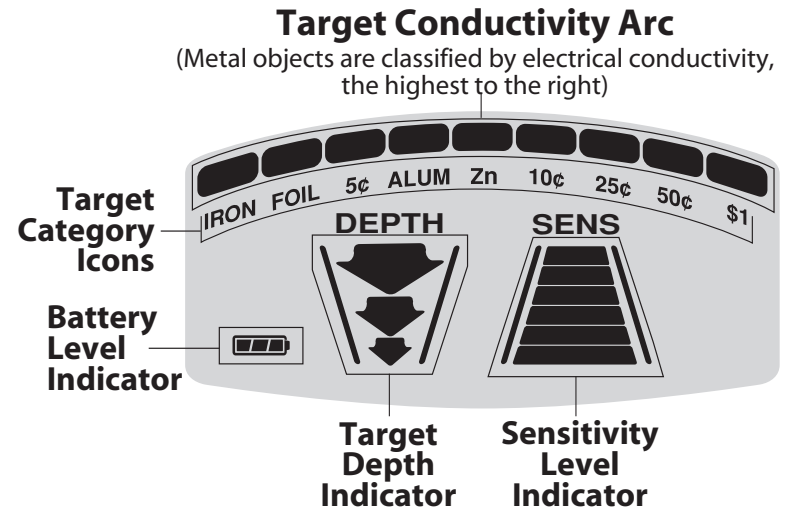 Target Conductivity Arc
(Metal objects are classified by electrical conductivity,
the highest to the right)
IRON FOIL 5¢ ALUM Zn 10¢ 25¢ 50¢ $1
Target
Category
Icons
DEPTH SENS
Battery
Level
Indicator
Target
Depth
Indicator
Sensitivity
Level
Indicator